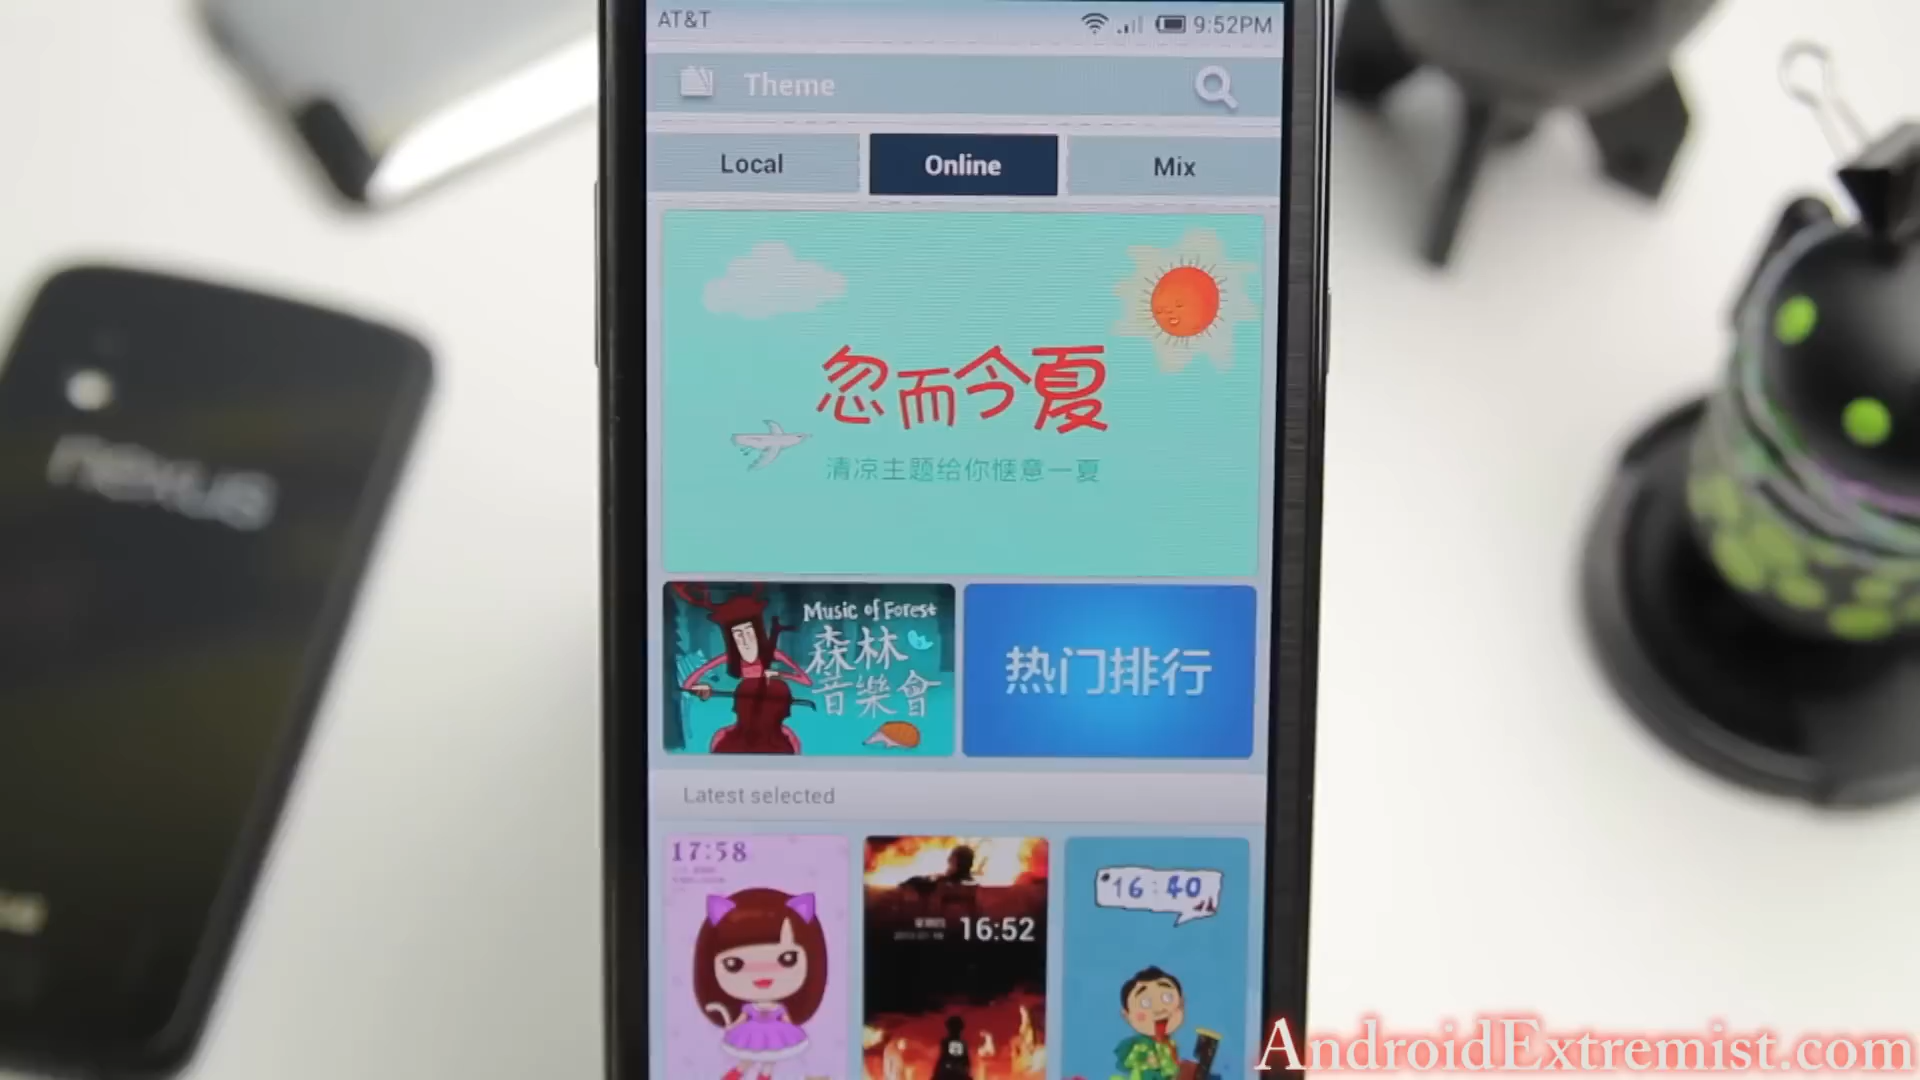 AT&T 9:52PM
Theme
Local Online Mix
忽而今夏
清凉主题给你惬意一夏
Music of Forest
森林
音樂會
热门排行
Latest selected
17:58
16:52
16:40
nexus
AndroidExtremist.com